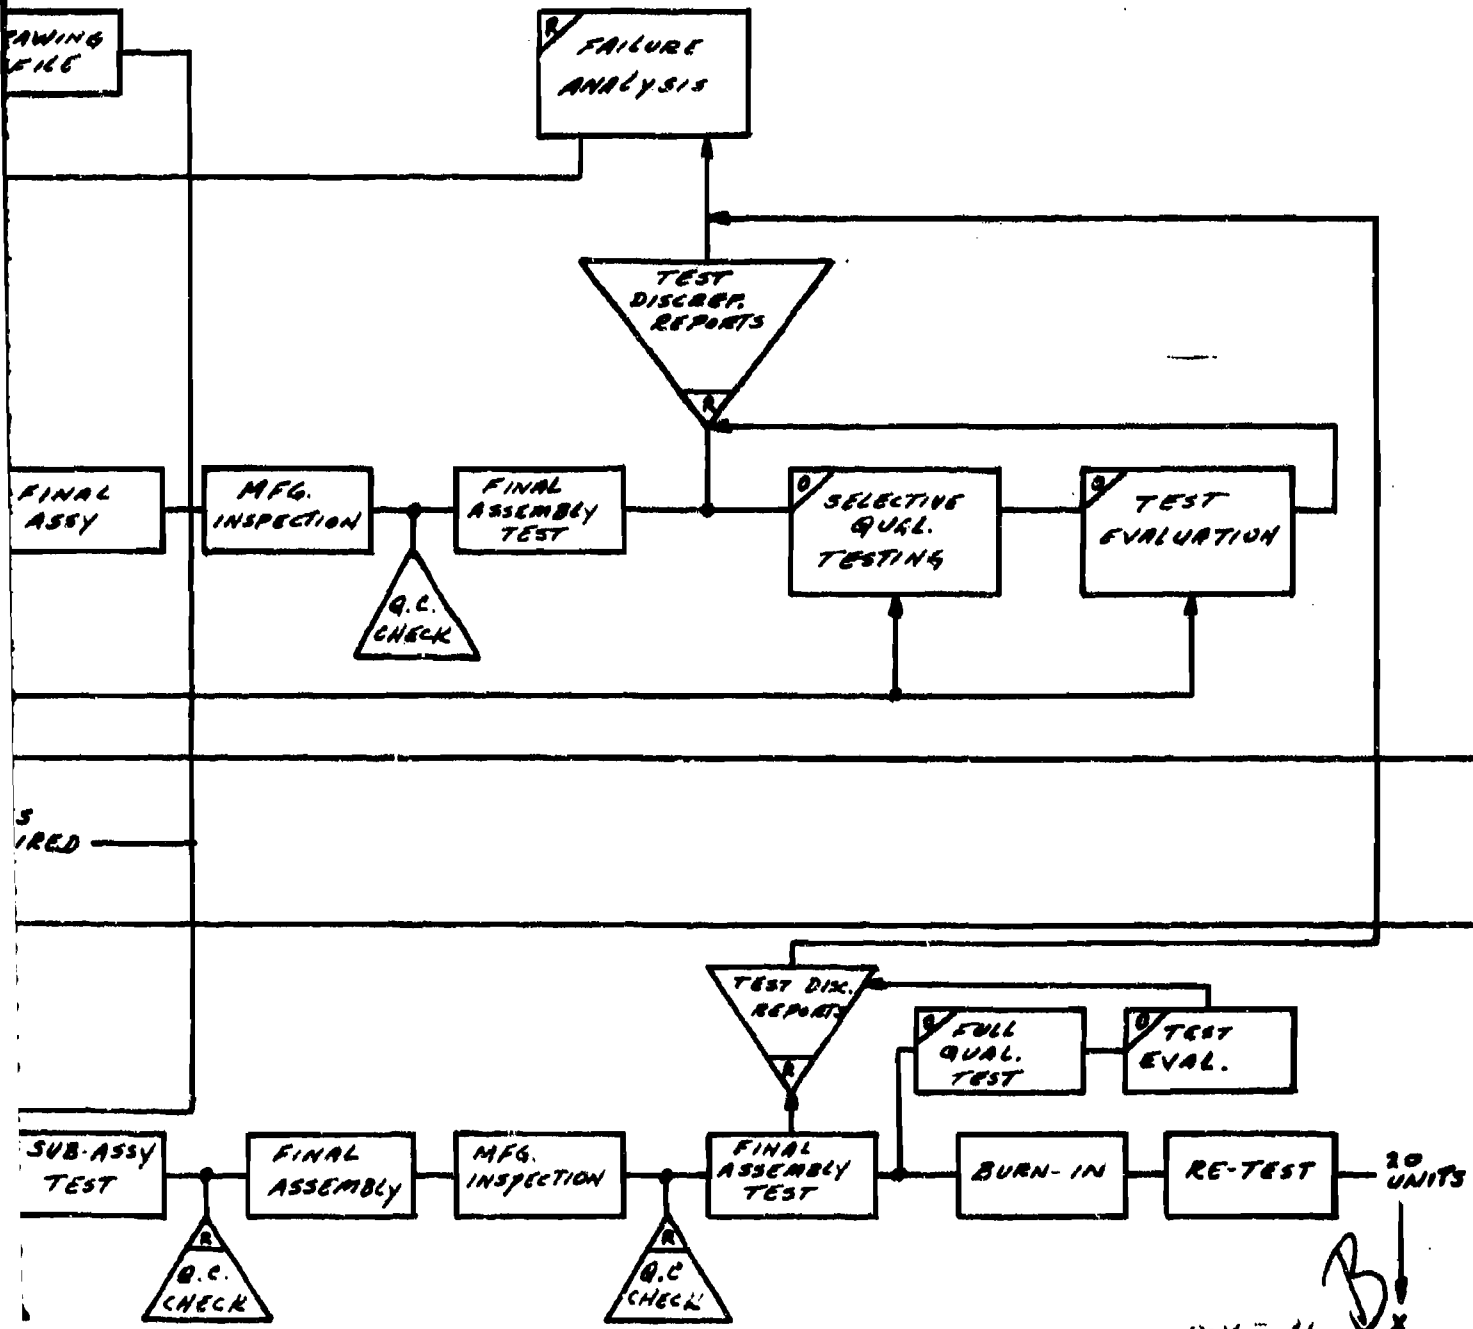 RAWING
FILE
R
FAILURE
ANALYSIS
TEST
DISCREP.
REPORTS
R
FINAL
ASSY
MFG.
INSPECTION
FINAL
ASSEMBLY
TEST
Q
SELECTIVE
QUAL.
TESTING
Q
TEST
EVALUATION
Q.C.
CHECK
S
IRED
TEST DISC.
REPORTS
R
Q
FULL
QUAL.
TEST
Q
TEST
EVAL.
SUB-ASSY
TEST
FINAL
ASSEMBLY
MFG.
INSPECTION
FINAL
ASSEMBLY
TEST
BURN-IN
RE-TEST
20
UNITS
R
Q.C.
CHECK
R
Q.C
CHECK
B
X